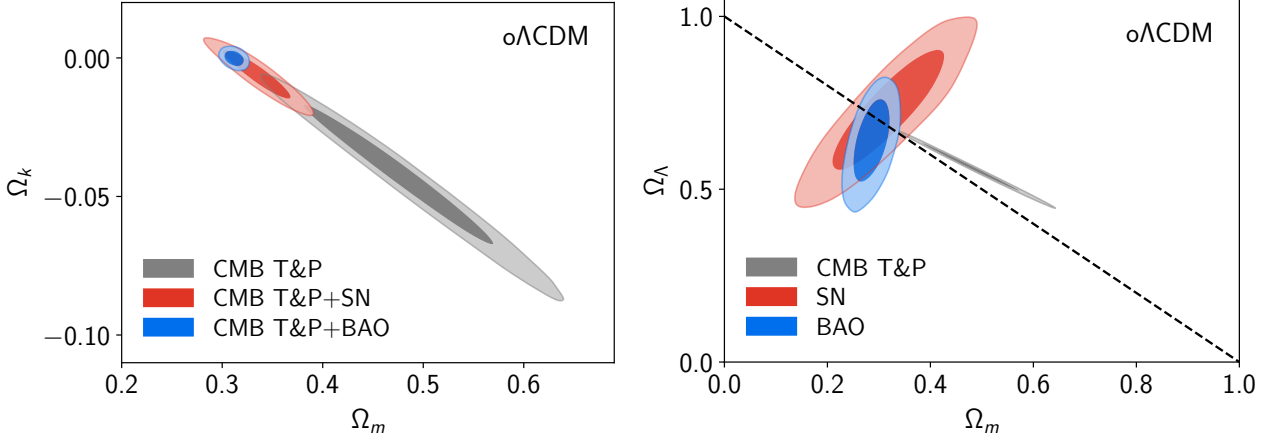 oΛCDM
0.00
−0.05
−0.10
Ω_k
CMB T&P
CMB T&P+SN
CMB T&P+BAO
0.2 0.3 0.4 0.5 0.6
Ω_m
oΛCDM
1.0
0.5
0.0
Ω_Λ
CMB T&P
SN
BAO
0.0 0.2 0.4 0.6 0.8 1.0
Ω_m